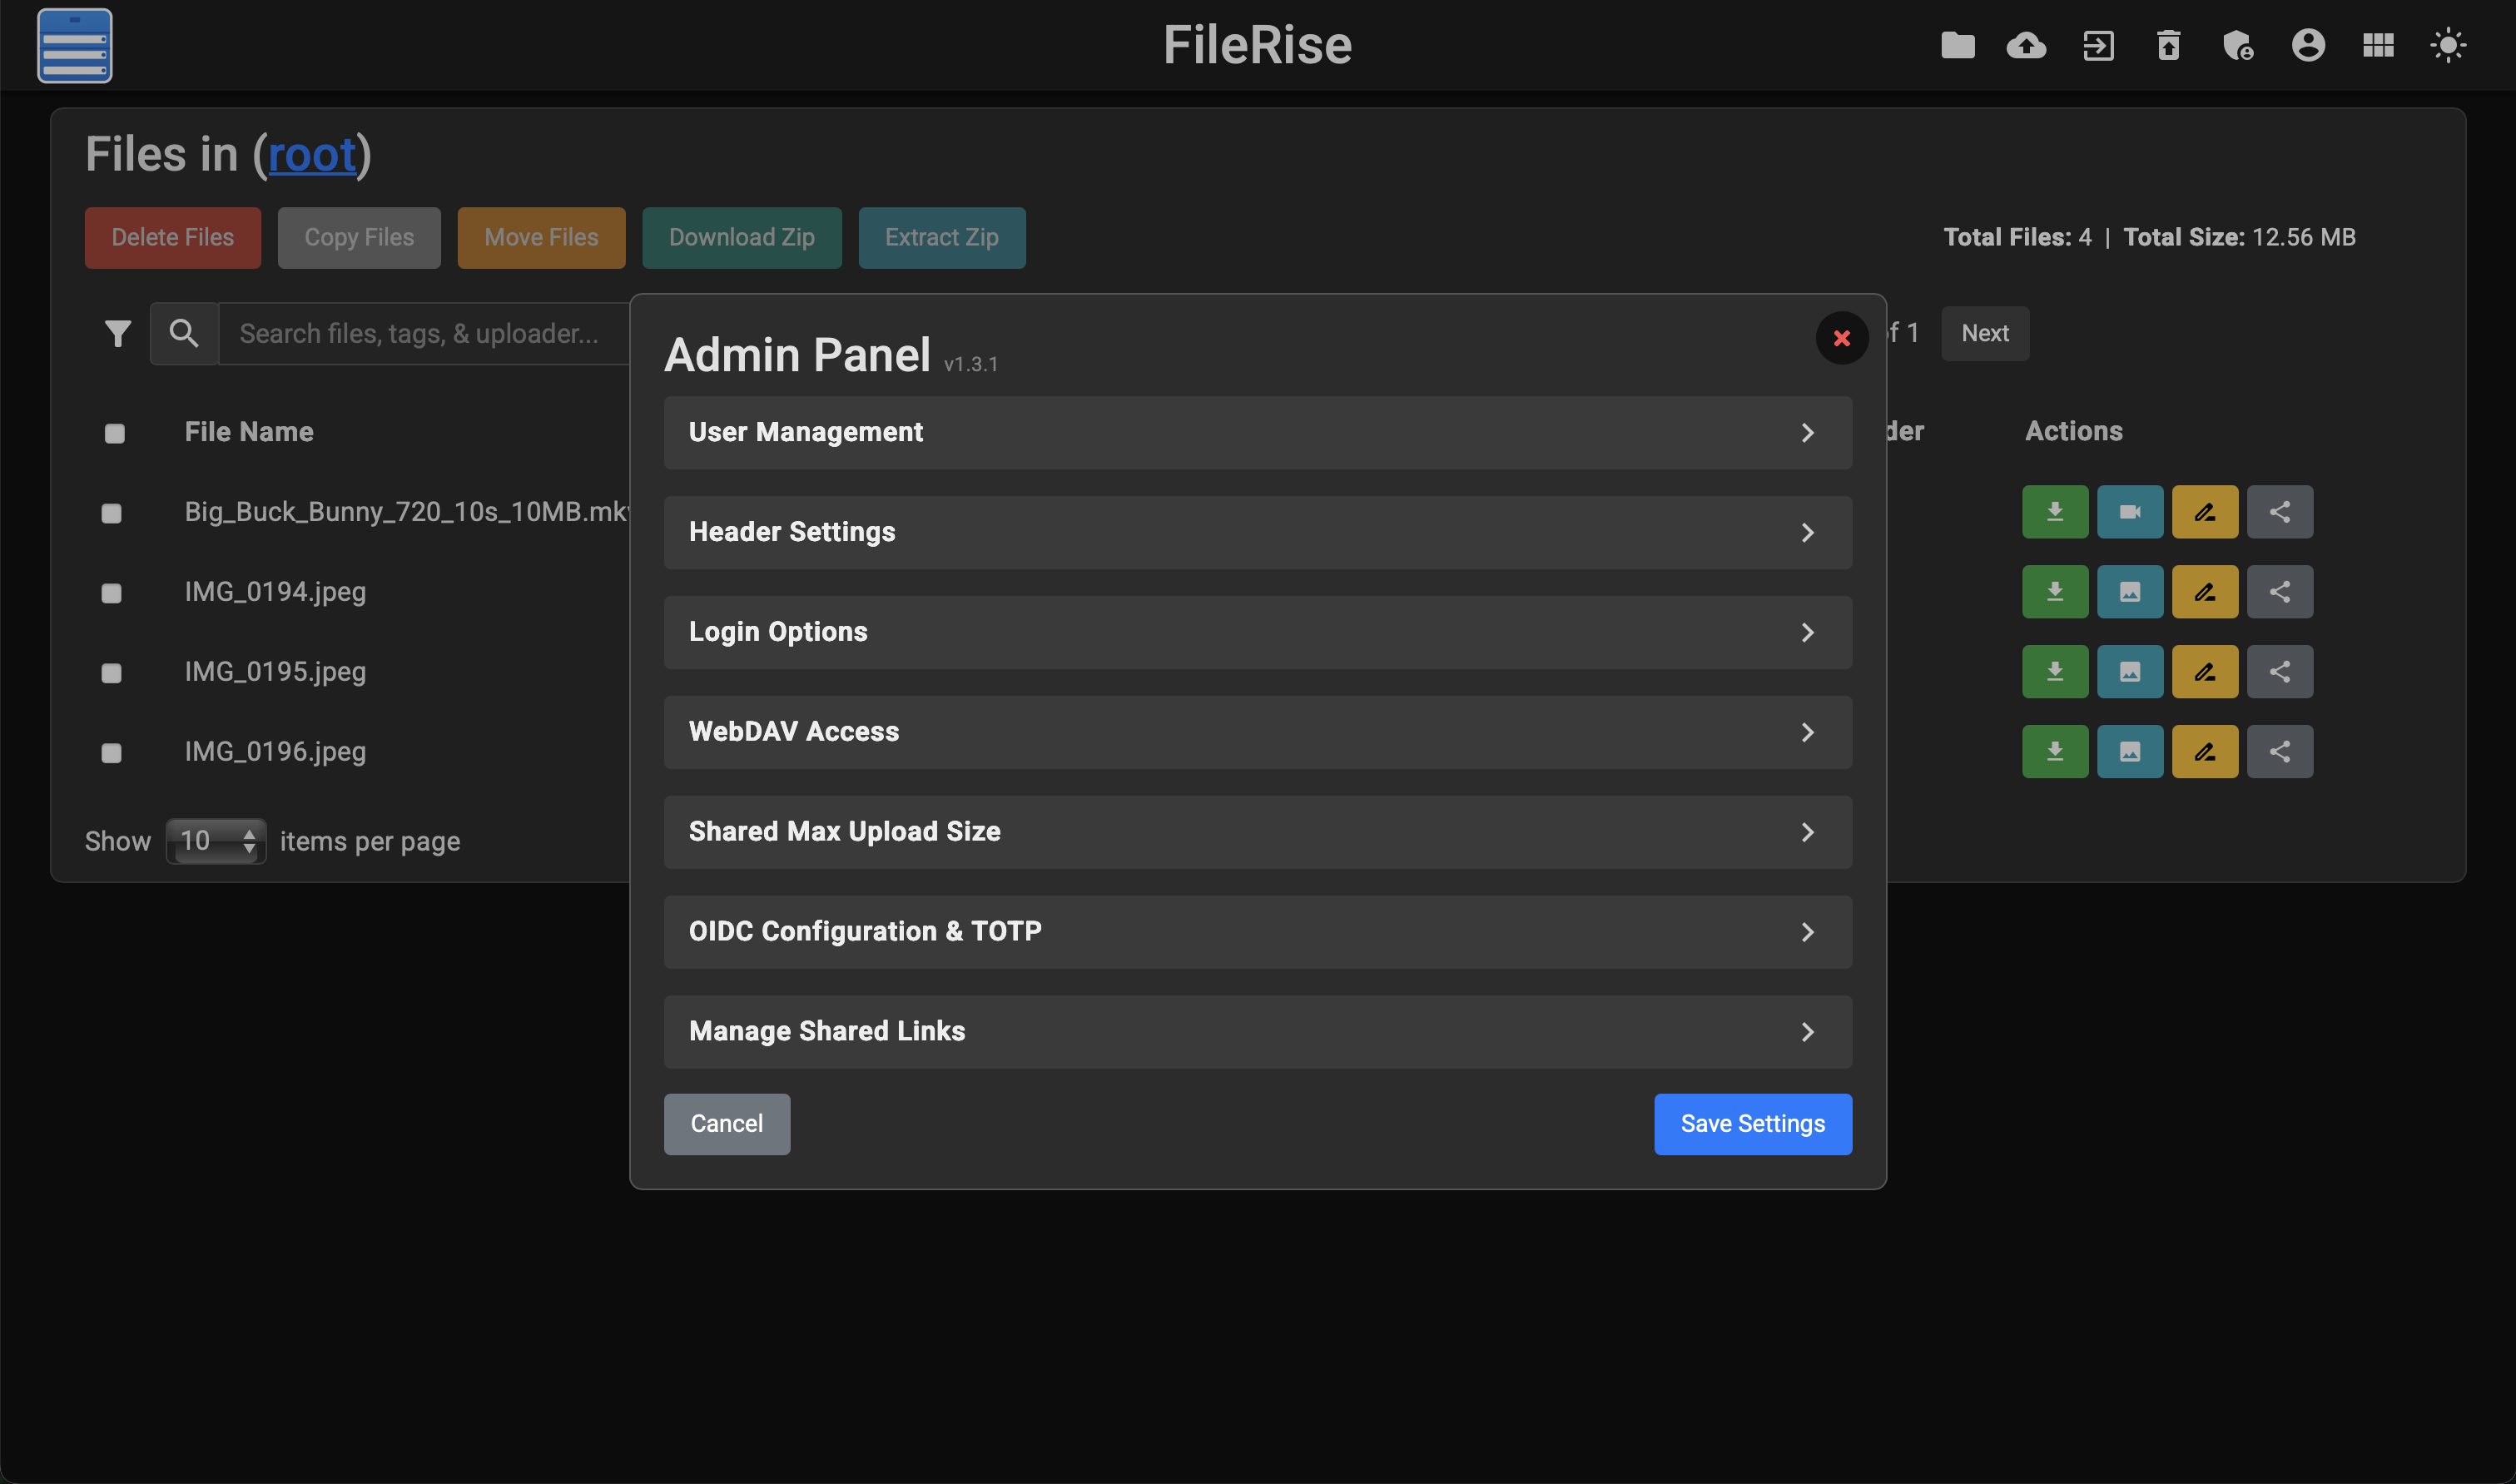 FileRise
Files in (root)
Delete Files Copy Files Move Files Download Zip Extract Zip
Total Files: 4 | Total Size: 12.56 MB
Search files, tags, & uploader...
of 1 Next
Admin Panel v1.3.1
File Name
Actions
Big_Buck_Bunny_720_10s_10MB.mkv
IMG_0194.jpeg
IMG_0195.jpeg
IMG_0196.jpeg
Show 10 items per page
User Management
Header Settings
Login Options
WebDAV Access
Shared Max Upload Size
OIDC Configuration & TOTP
Manage Shared Links
Cancel Save Settings